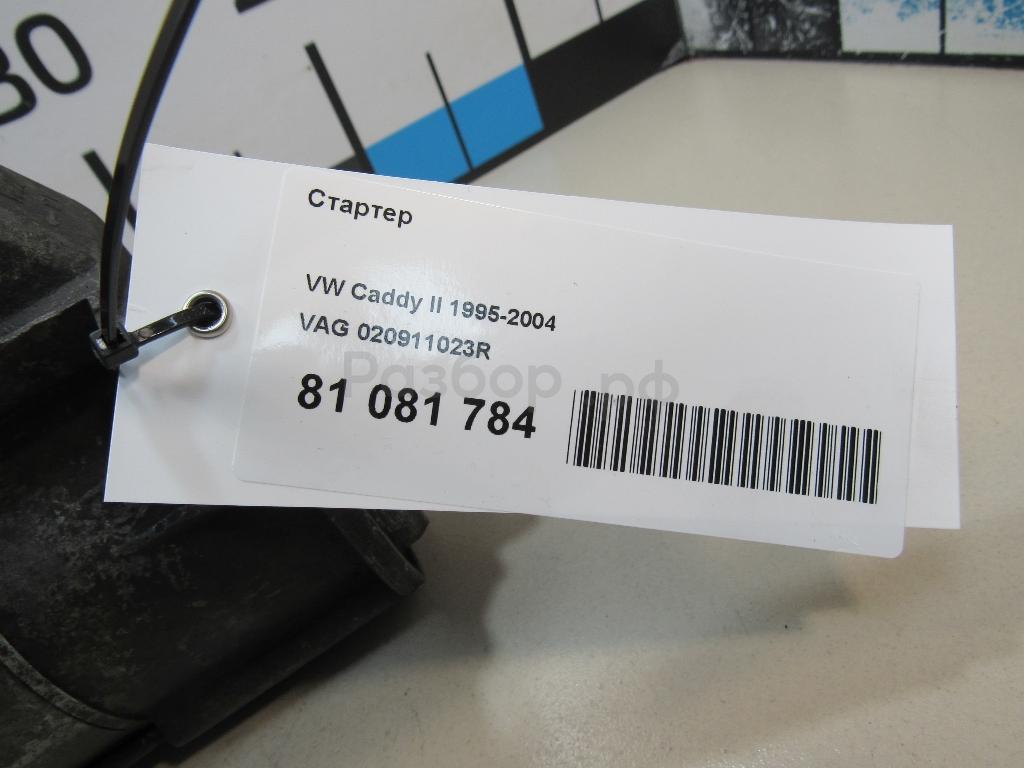 Стартер
VW Caddy II 1995-2004
VAG 020911023R
Разбор рф
81 081 784